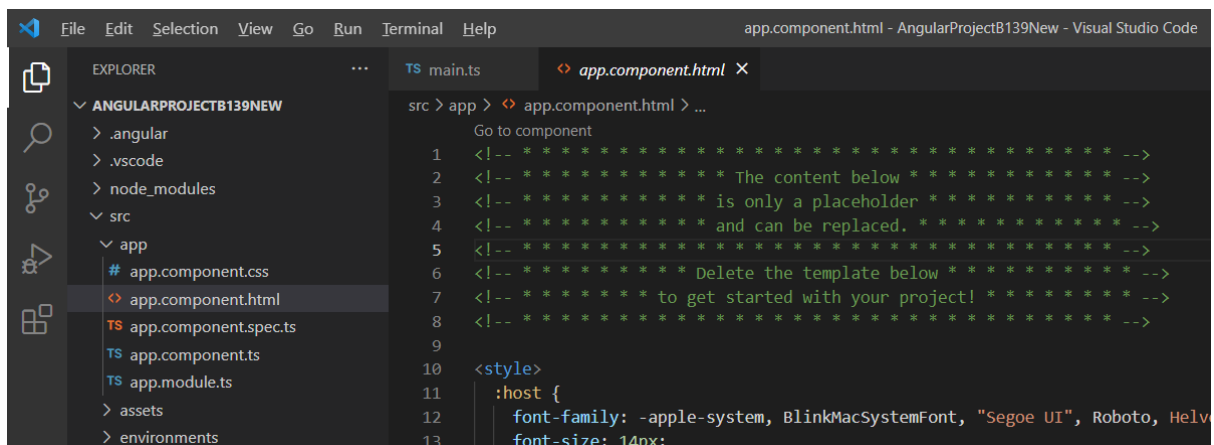 File Edit Selection View Go Run Terminal Help app.component.html - AngularProjectB139New - Visual Studio Code
EXPLORER ...
ANGULARPROJECTB139NEW
.angular
.vscode
node_modules
src
app
# app.component.css
<> app.component.html
TS app.component.spec.ts
TS app.component.ts
TS app.module.ts
assets
environments
TS main.ts <> app.component.html ×
src > app > <> app.component.html > ...
Go to component
1 <!-- * * * * * * * * * * * * * * * * * * * * * * * * * * * * * * * -->
2 <!-- * * * * * * * * * * * The content below * * * * * * * * * * * -->
3 <!-- * * * * * * * * * * is only a placeholder * * * * * * * * * * -->
4 <!-- * * * * * * * * * * and can be replaced. * * * * * * * * * * * -->
5 <!-- * * * * * * * * * * * * * * * * * * * * * * * * * * * * * * * -->
6 <!-- * * * * * * * * * Delete the template below * * * * * * * * * * -->
7 <!-- * * * * * * * to get started with your project! * * * * * * * * -->
8 <!-- * * * * * * * * * * * * * * * * * * * * * * * * * * * * * * * -->
9
10 <style>
11 :host {
12 font-family: -apple-system, BlinkMacSystemFont, "Segoe UI", Roboto, Helv
13 font-size: 14px;